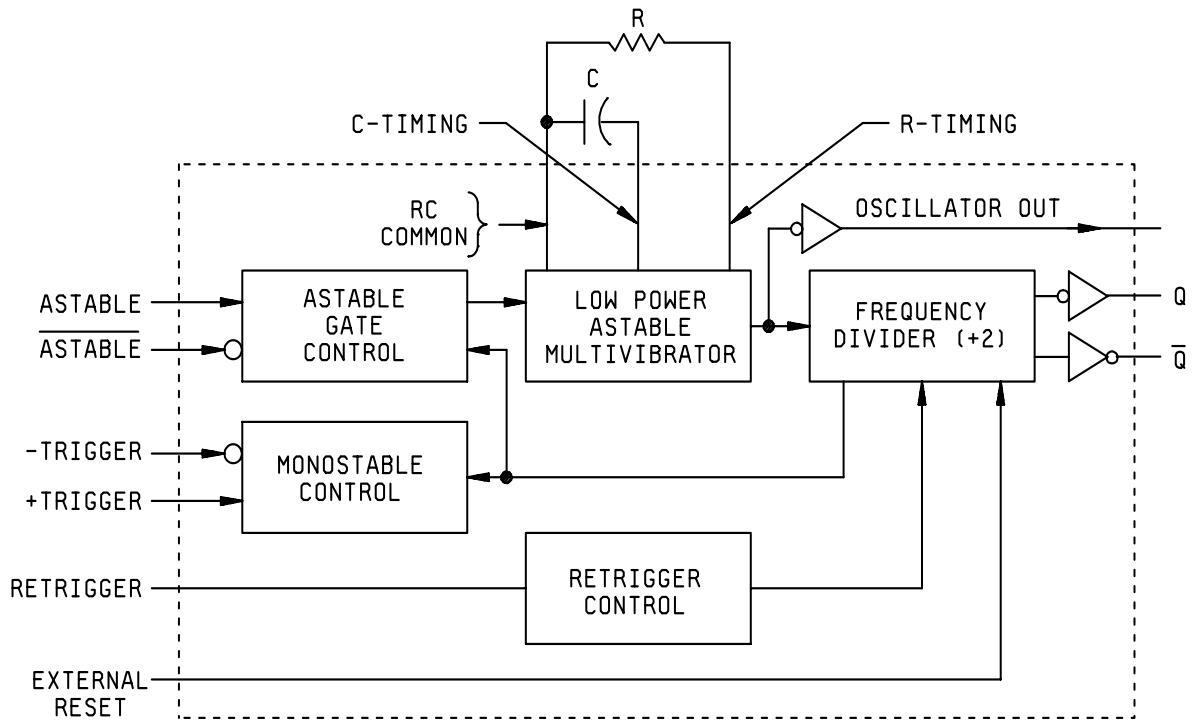 R
C
C-TIMING
R-TIMING
RC
COMMON
OSCILLATOR OUT
ASTABLE
A̅S̅T̅A̅B̅L̅E̅
ASTABLE
GATE
CONTROL
LOW POWER
ASTABLE
MULTIVIBRATOR
FREQUENCY
DIVIDER (+2)
Q
Q̅
-TRIGGER
+TRIGGER
MONOSTABLE
CONTROL
RETRIGGER
RETRIGGER
CONTROL
EXTERNAL
RESET